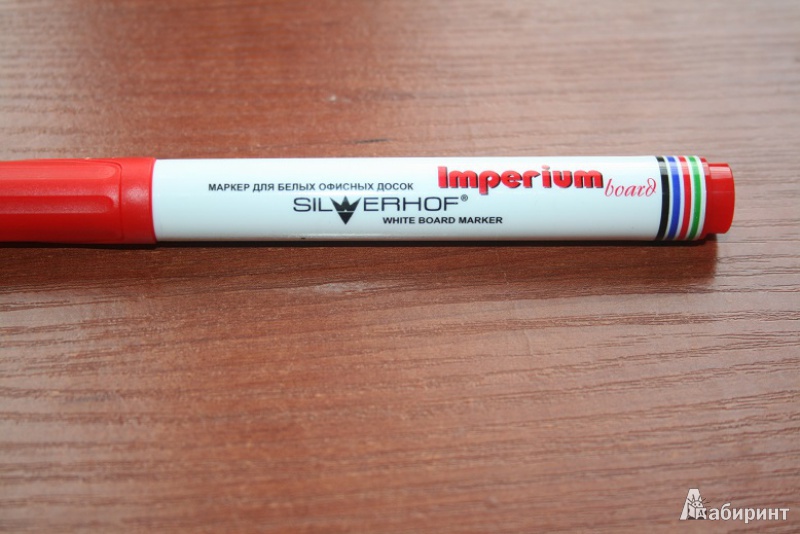 МАРКЕР ДЛЯ БЕЛЫХ ОФИСНЫХ ДОСОК
Imperium board
SILWERHOF®
WHITE BOARD MARKER
Лабиринт